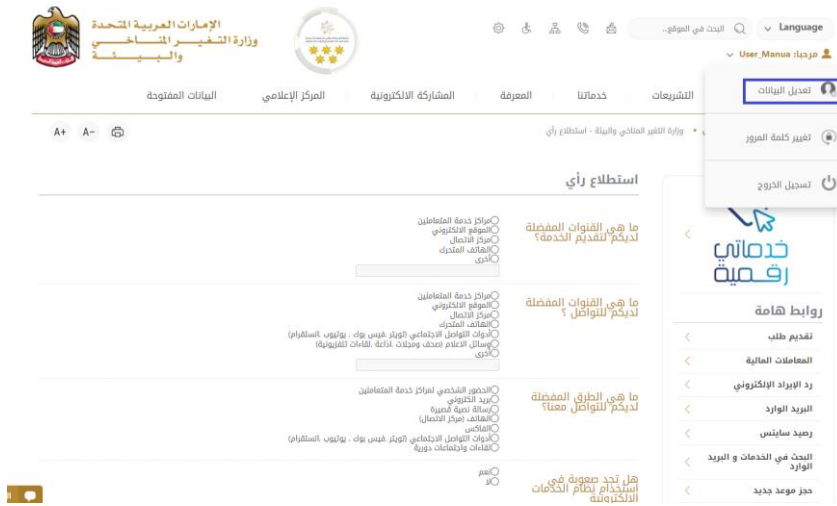 الإمارات العربية المتحدة
وزارة التغيير المناخي
والبيئة
البحث في الموقع...
Language
مرحبا: User_Manua
تعديل البيانات
تغيير كلمة المرور
تسجيل الخروج
التشريعات
خدماتنا
المعرفة
المشاركة الالكترونية
المركز الإعلامي
البيانات المفتوحة
وزارة التغير المناخي والبيئة - استطلاع رأي
A+ A-
خدماتي
رقمية
روابط هامة
تقديم طلب
المعاملات المالية
رد الإيراد الإلكتروني
البريد الوارد
رصيد سايتس
البحث في الخدمات و البريد
الوارد
حجز موعد جديد
استطلاع رأي
ما هي القنوات المفضلة
لديكم لتقديم الخدمة؟
مراكز خدمة المتعاملين
الموقع الالكتروني
مركز الاتصال
الهاتف المتحرك
أخرى
ما هي القنوات المفضلة
لديكم للتواصل ؟
مراكز خدمة المتعاملين
الموقع الالكتروني
مركز الاتصال
الهاتف المتحرك
أدوات التواصل الاجتماعي (تويتر .فيس بوك . يوتيوب .انستقرام)
وسائل الاعلام (صحف ومجلات .اذاعة .لقاءات تلفزيونية)
أخرى
ما هي الطرق المفضلة
لديكم للتواصل معنا؟
الحضور الشخصي لمراكز خدمة المتعاملين
بريد الكتروني
رسالة نصية قصيرة
الهاتف (مركز الاتصال)
الفاكس
أدوات التواصل الاجتماعي (تويتر .فيس بوك . يوتيوب .انستقرام)
لقاءات واجتماعات دورية
هل تجد صعوبة في
استخدام نظام الخدمات
الالكترونية
نعم
لا